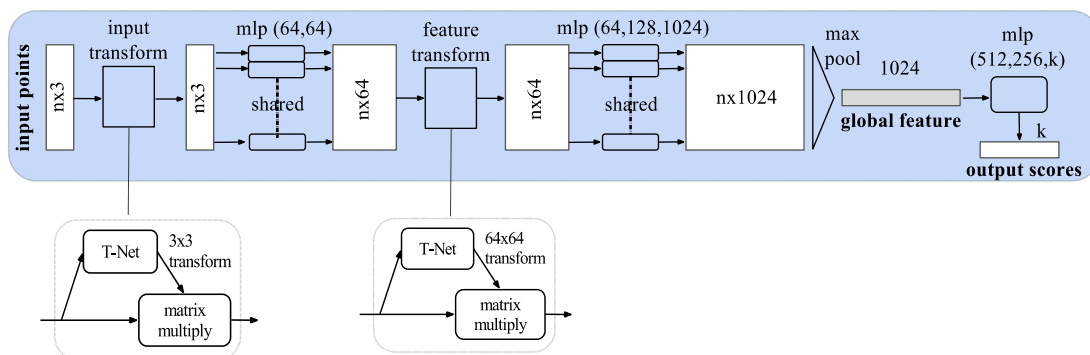 input points
nx3
input
transform
nx3
mlp (64,64)
shared
nx64
feature
transform
nx64
mlp (64,128,1024)
shared
nx1024
max
pool
1024
global feature
mlp
(512,256,k)
k
output scores
T-Net
3x3
transform
matrix
multiply
T-Net
64x64
transform
matrix
multiply